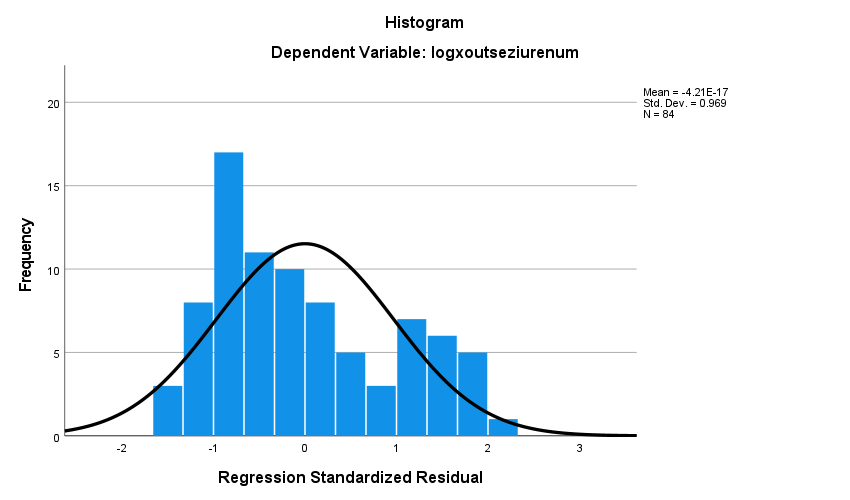 Histogram
Dependent Variable: logxoutseziurenum
Mean = -4.21E-17
Std. Dev. = 0.969
N = 84
20
15
10
5
0
Frequency
-2 -1 0 1 2 3
Regression Standardized Residual